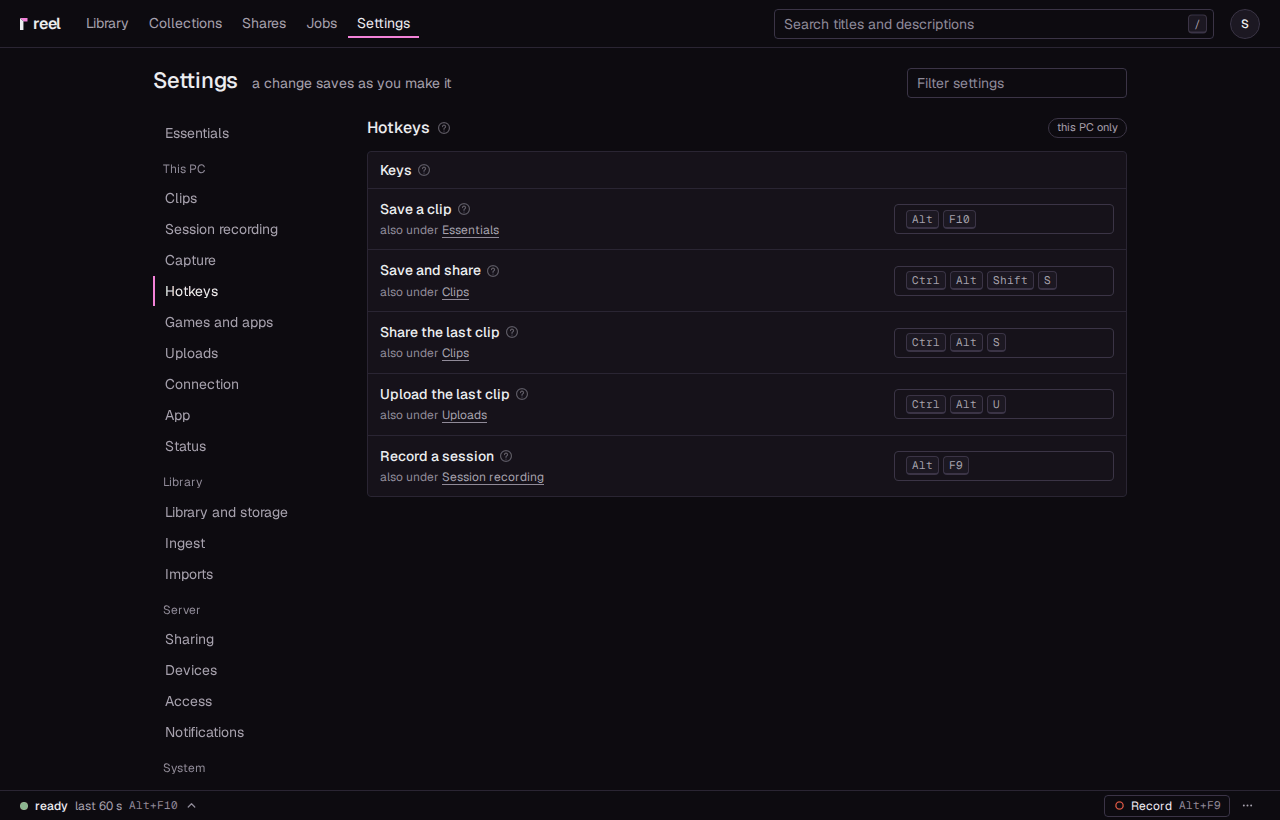 reel Library Collections Shares Jobs Settings Search titles and descriptions / S
Settings a change saves as you make it Filter settings
Essentials
This PC
Clips
Session recording
Capture
Hotkeys
Games and apps
Uploads
Connection
App
Status
Library
Library and storage
Ingest
Imports
Server
Sharing
Devices
Access
Notifications
System
Hotkeys ? this PC only
Keys ?
Save a clip ? Alt F10
also under Essentials
Save and share ? Ctrl Alt Shift S
also under Clips
Share the last clip ? Ctrl Alt S
also under Clips
Upload the last clip ? Ctrl Alt U
also under Uploads
Record a session ? Alt F9
also under Session recording
ready last 60 s Alt+F10 Record Alt+F9 ···